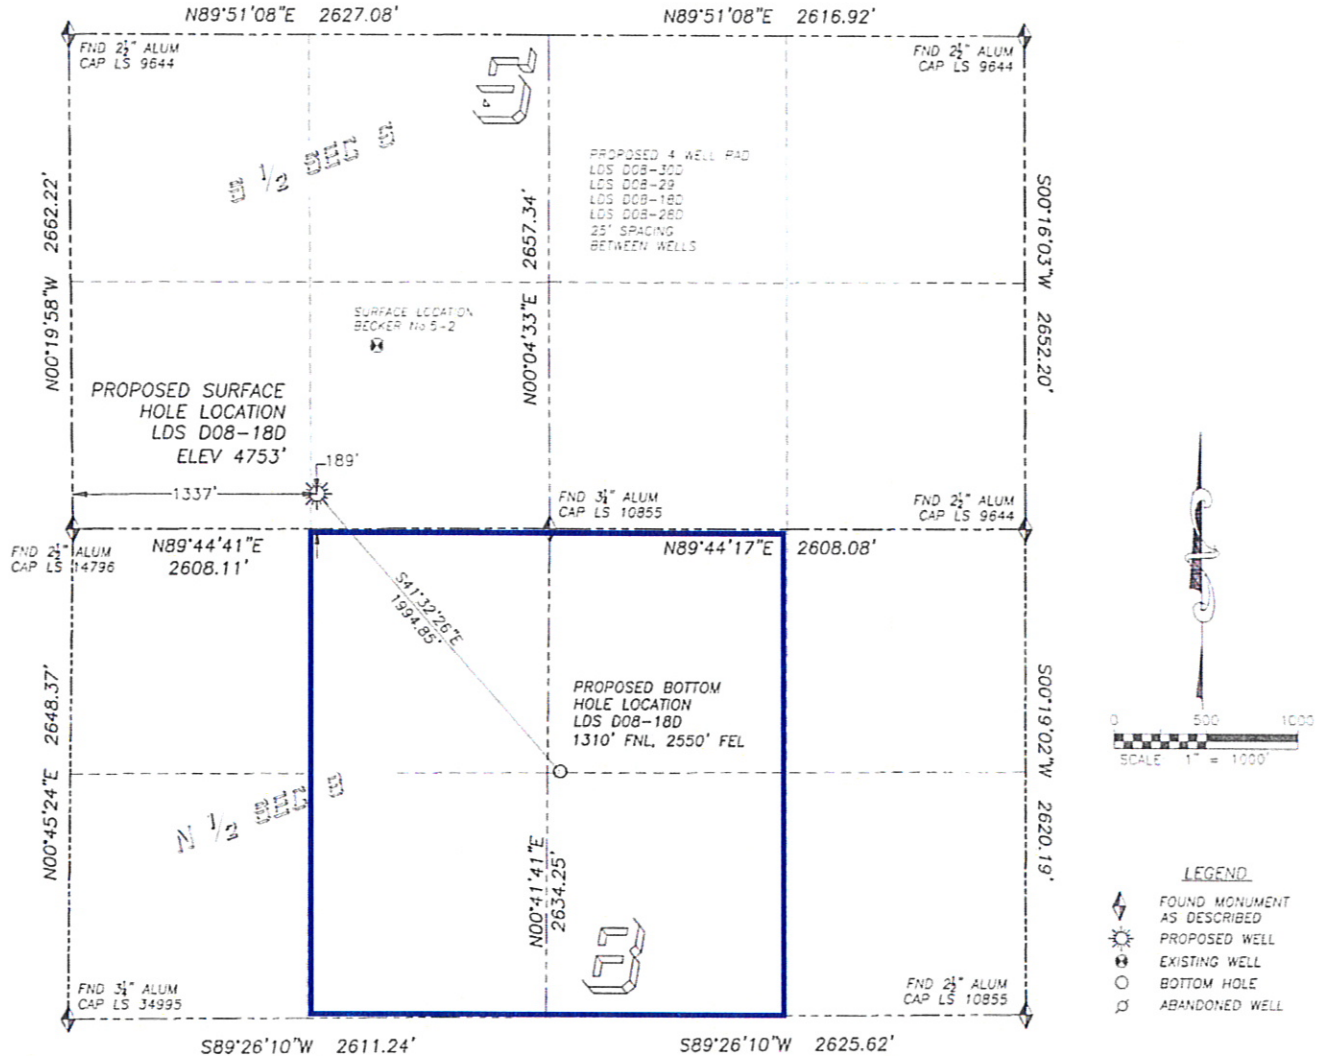 N89°51'08"E 2627.08'
N89°51'08"E 2616.92'
FND 2½" ALUM
CAP LS 9644
FND 2½" ALUM
CAP LS 9644
5
S 1/2 SEC 5
PROPOSED 4 WELL PAD
LDS D08-30D
LDS D08-29
LDS D08-18D
LDS D08-28D
25' SPACING
BETWEEN WELLS
N00°19'58"W 2662.22'
N00°04'33"E 2657.34'
S00°16'03"W 2652.20'
SURFACE LOCATION
BECKER No.5-2
PROPOSED SURFACE
HOLE LOCATION
LDS D08-18D
ELEV 4753'
189'
1337'
FND 3¼" ALUM
CAP LS 10855
FND 2½" ALUM
CAP LS 9644
FND 2½" ALUM
CAP LS 14796
N89°44'41"E
2608.11'
N89°44'17"E 2608.08'
S41°32'26"E
1994.85'
PROPOSED BOTTOM
HOLE LOCATION
LDS D08-18D
1310' FNL, 2550' FEL
N00°45'24"E 2648.37'
N 1/2 SEC 8
N00°41'41"E
2634.25'
S00°19'02"W 2620.19'
8
FND 3¼" ALUM
CAP LS 34995
FND 2½" ALUM
CAP LS 10855
S89°26'10"W 2611.24'
S89°26'10"W 2625.62'
0 500 1000
SCALE 1" = 1000'
LEGEND
FOUND MONUMENT
AS DESCRIBED
PROPOSED WELL
EXISTING WELL
BOTTOM HOLE
ABANDONED WELL